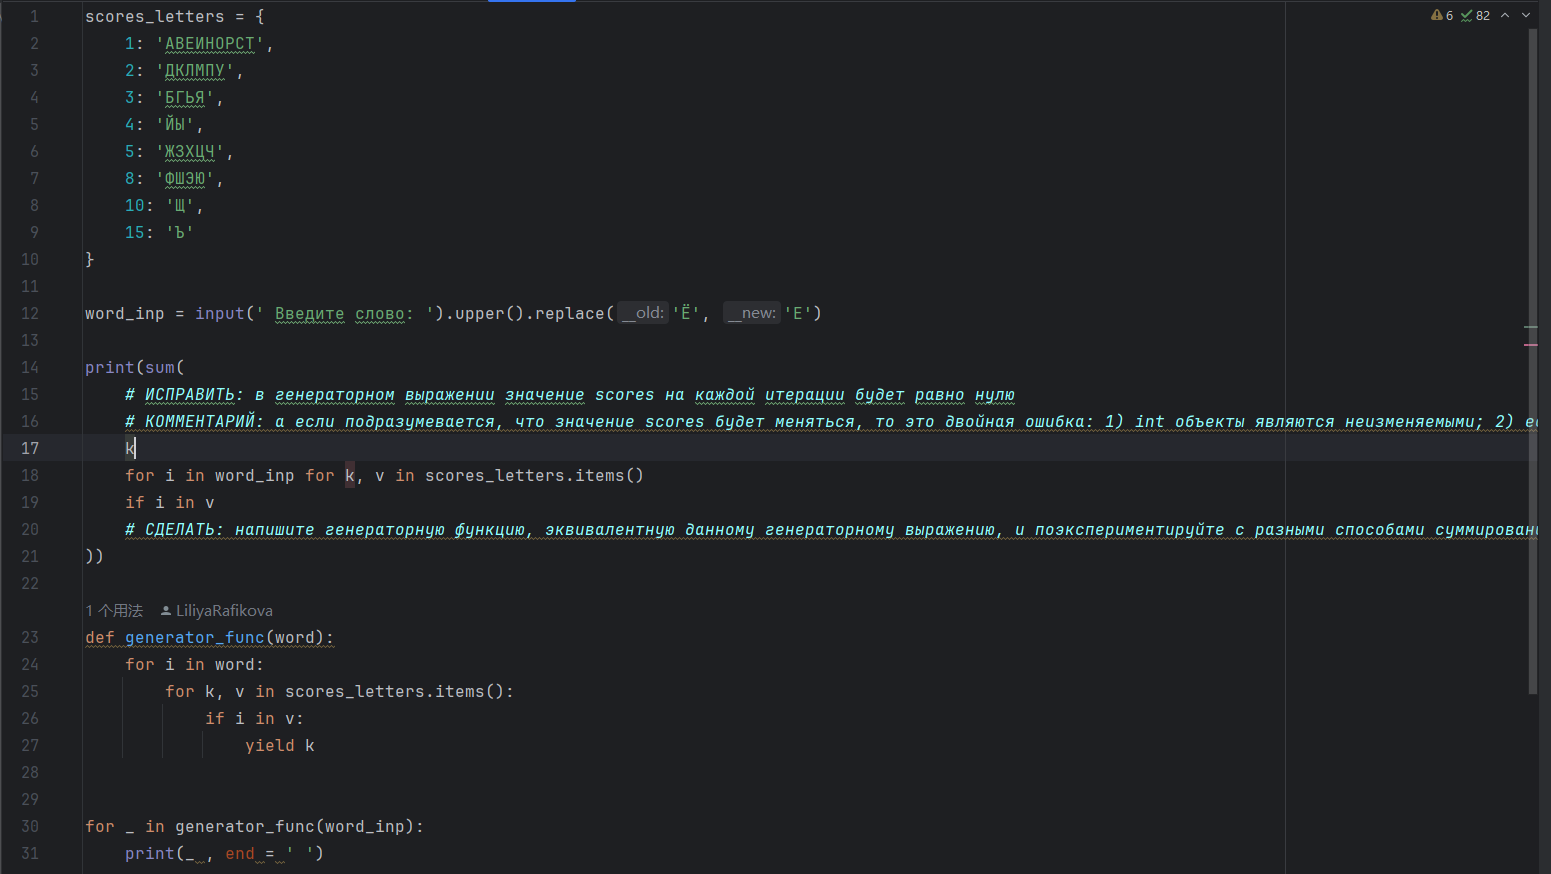 1 scores_letters = {
⚠6 ✓82
2 1: 'АВЕИНОРСТ',
3 2: 'ДКЛМПУ',
4 3: 'БГЬЯ',
5 4: 'ЙЫ',
6 5: 'ЖЗХЦЧ',
7 8: 'ФШЭЮ',
8 10: 'Щ',
9 15: 'Ъ'
10 }
11
12 word_inp = input(' Введите слово: ').upper().replace( __old: 'Ё', __new: 'Е')
13
14 print(sum(
15 # ИСПРАВИТЬ: в генераторном выражении значение scores на каждой итерации будет равно нулю
16 # КОММЕНТАРИЙ: а если подразумевается, что значение scores будет меняться, то это двойная ошибка: 1) int объекты являются неизменяемыми; 2)
17 k
18 for i in word_inp for k, v in scores_letters.items()
19 if i in v
20 # СДЕЛАТЬ: напишите генераторную функцию, эквивалентную данному генераторному выражению, и поэкспериментируйте с разными способами
21 ))
22
1 个用法 LiliyaRafikova
23 def generator_func(word):
24 for i in word:
25 for k, v in scores_letters.items():
26 if i in v:
27 yield k
28
29
30 for _ in generator_func(word_inp):
31 print(_ , end = ' ')